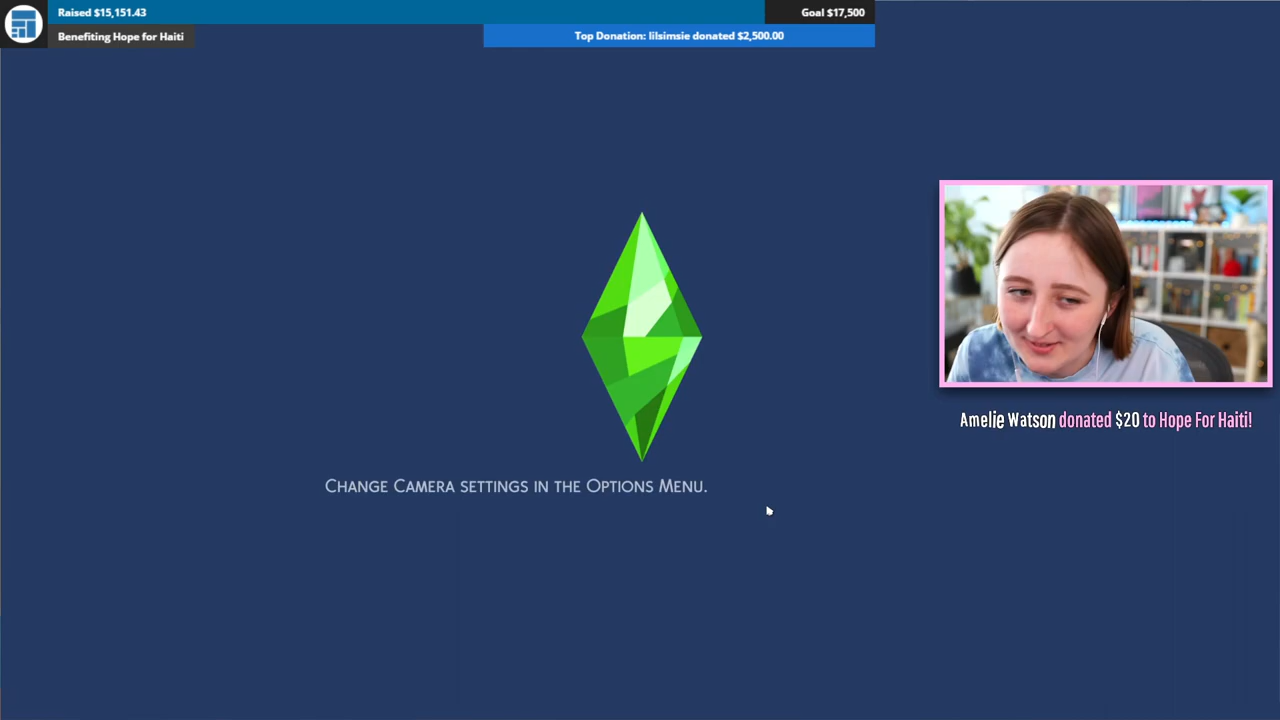 Raised $15,151.43
Goal $17,500
Benefiting Hope for Haiti
Top Donation: lilsimsie donated $2,500.00
Amelie Watson donated $20 to Hope For Haiti!
Change Camera settings in the Options Menu.